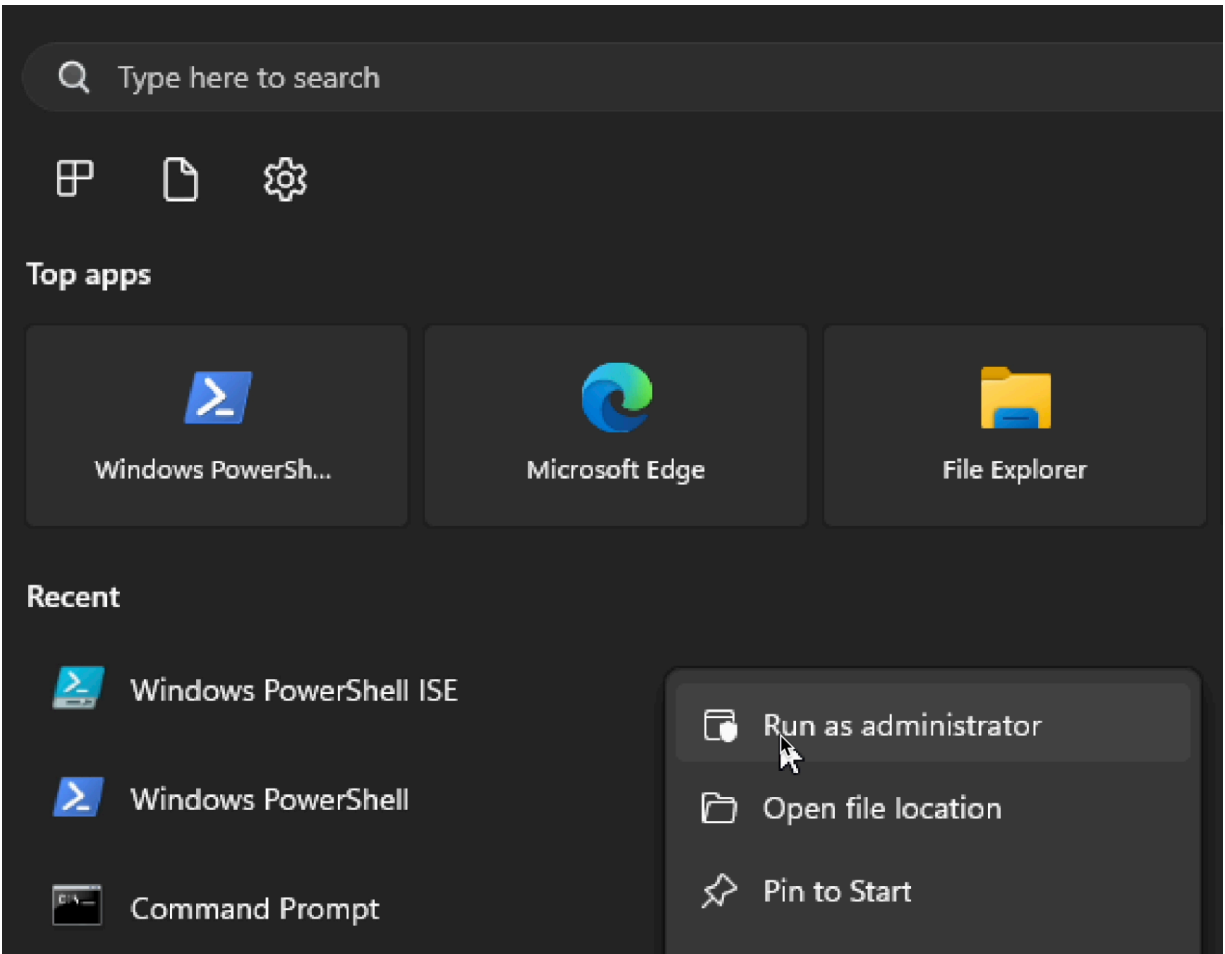 Type here to search
Top apps
Windows PowerSh...
Microsoft Edge
File Explorer
Recent
Windows PowerShell ISE
Run as administrator
Windows PowerShell
Open file location
Pin to Start
Command Prompt